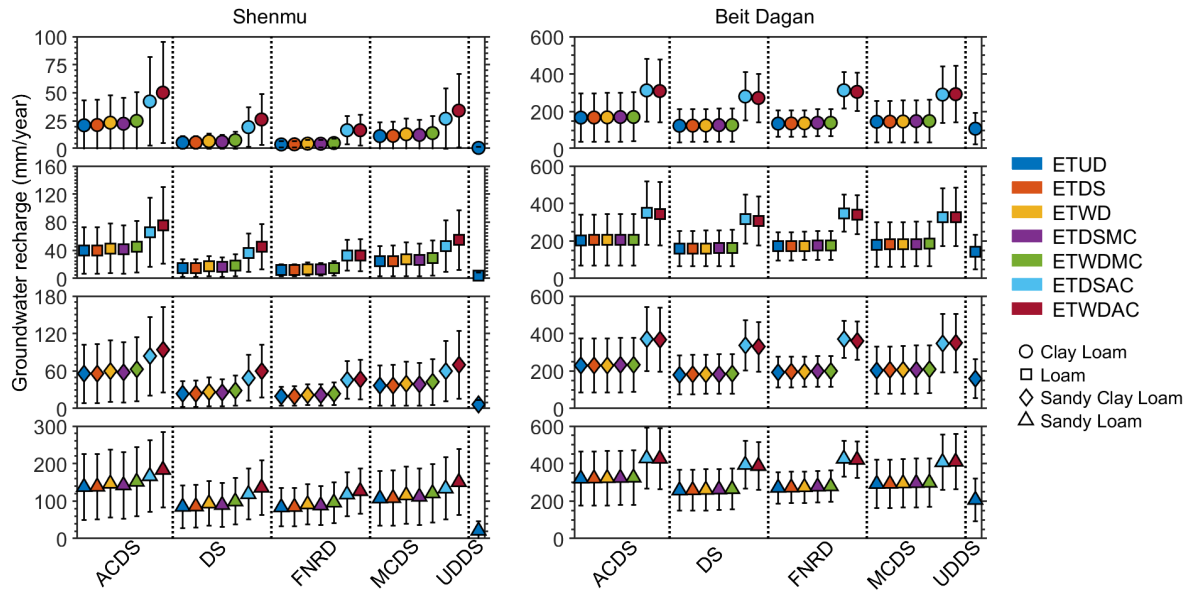 Shenmu
Beit Dagan
Groundwater recharge (mm/year)
100
75
50
25
0
600
400
200
0
160
120
80
40
0
600
400
200
0
180
120
60
0
600
400
200
0
300
200
100
0
600
400
200
0
ACDS
DS
FNRD
MCDS
UDDS
ACDS
DS
FNRD
MCDS
UDDS
ETUD
ETDS
ETWD
ETDSMC
ETWDMC
ETDSAC
ETWDAC
Clay Loam
Loam
Sandy Clay Loam
Sandy Loam